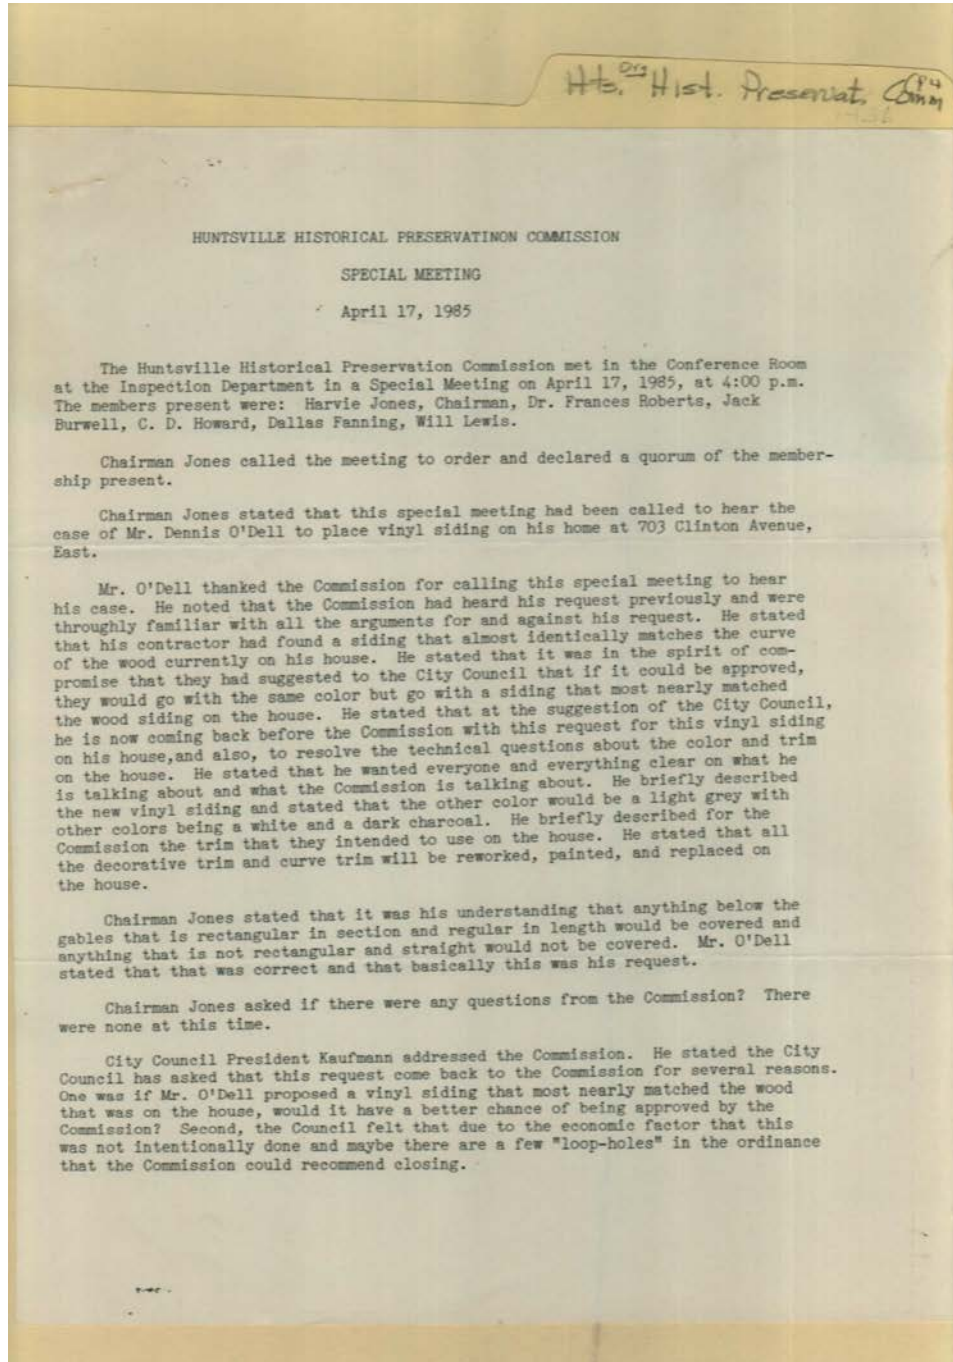 Hts. Org Hist. Preservat. Comm
HUNTSVILLE HISTORICAL PRESERVATINON COMMISSION
SPECIAL MEETING
April 17, 1985
The Huntsville Historical Preservation Commission met in the Conference Room
at the Inspection Department in a Special Meeting on April 17, 1985, at 4:00 p.m.
The members present were: Harvie Jones, Chairman, Dr. Frances Roberts, Jack
Burwell, C. D. Howard, Dallas Fanning, Will Lewis.
Chairman Jones called the meeting to order and declared a quorum of the member-
ship present.
Chairman Jones stated that this special meeting had been called to hear the
case of Mr. Dennis O'Dell to place vinyl siding on his home at 703 Clinton Avenue,
East.
Mr. O'Dell thanked the Commission for calling this special meeting to hear
his case. He noted that the Commission had heard his request previously and were
throughly familiar with all the arguments for and against his request. He stated
that his contractor had found a siding that almost identically matches the curve
of the wood currently on his house. He stated that it was in the spirit of com-
promise that they had suggested to the City Council that if it could be approved,
they would go with the same color but go with a siding that most nearly matched
the wood siding on the house. He stated that at the suggestion of the City Council,
he is now coming back before the Commission with this request for this vinyl siding
on his house,and also, to resolve the technical questions about the color and trim
on the house. He stated that he wanted everyone and everything clear on what he
is talking about and what the Commission is talking about. He briefly described
the new vinyl siding and stated that the other color would be a light grey with
other colors being a white and a dark charcoal. He briefly described for the
Commission the trim that they intended to use on the house. He stated that all
the decorative trim and curve trim will be reworked, painted, and replaced on
the house.
Chairman Jones stated that it was his understanding that anything below the
gables that is rectangular in section and regular in length would be covered and
anything that is not rectangular and straight would not be covered. Mr. O'Dell
stated that that was correct and that basically this was his request.
Chairman Jones asked if there were any questions from the Commission? There
were none at this time.
City Council President Kaufmann addressed the Commission. He stated the City
Council has asked that this request come back to the Commission for several reasons.
One was if Mr. O'Dell proposed a vinyl siding that most nearly matched the wood
that was on the house, would it have a better chance of being approved by the
Commission? Second, the Council felt that due to the economic factor that this
was not intentionally done and maybe there are a few "loop-holes" in the ordinance
that the Commission could recommend closing.